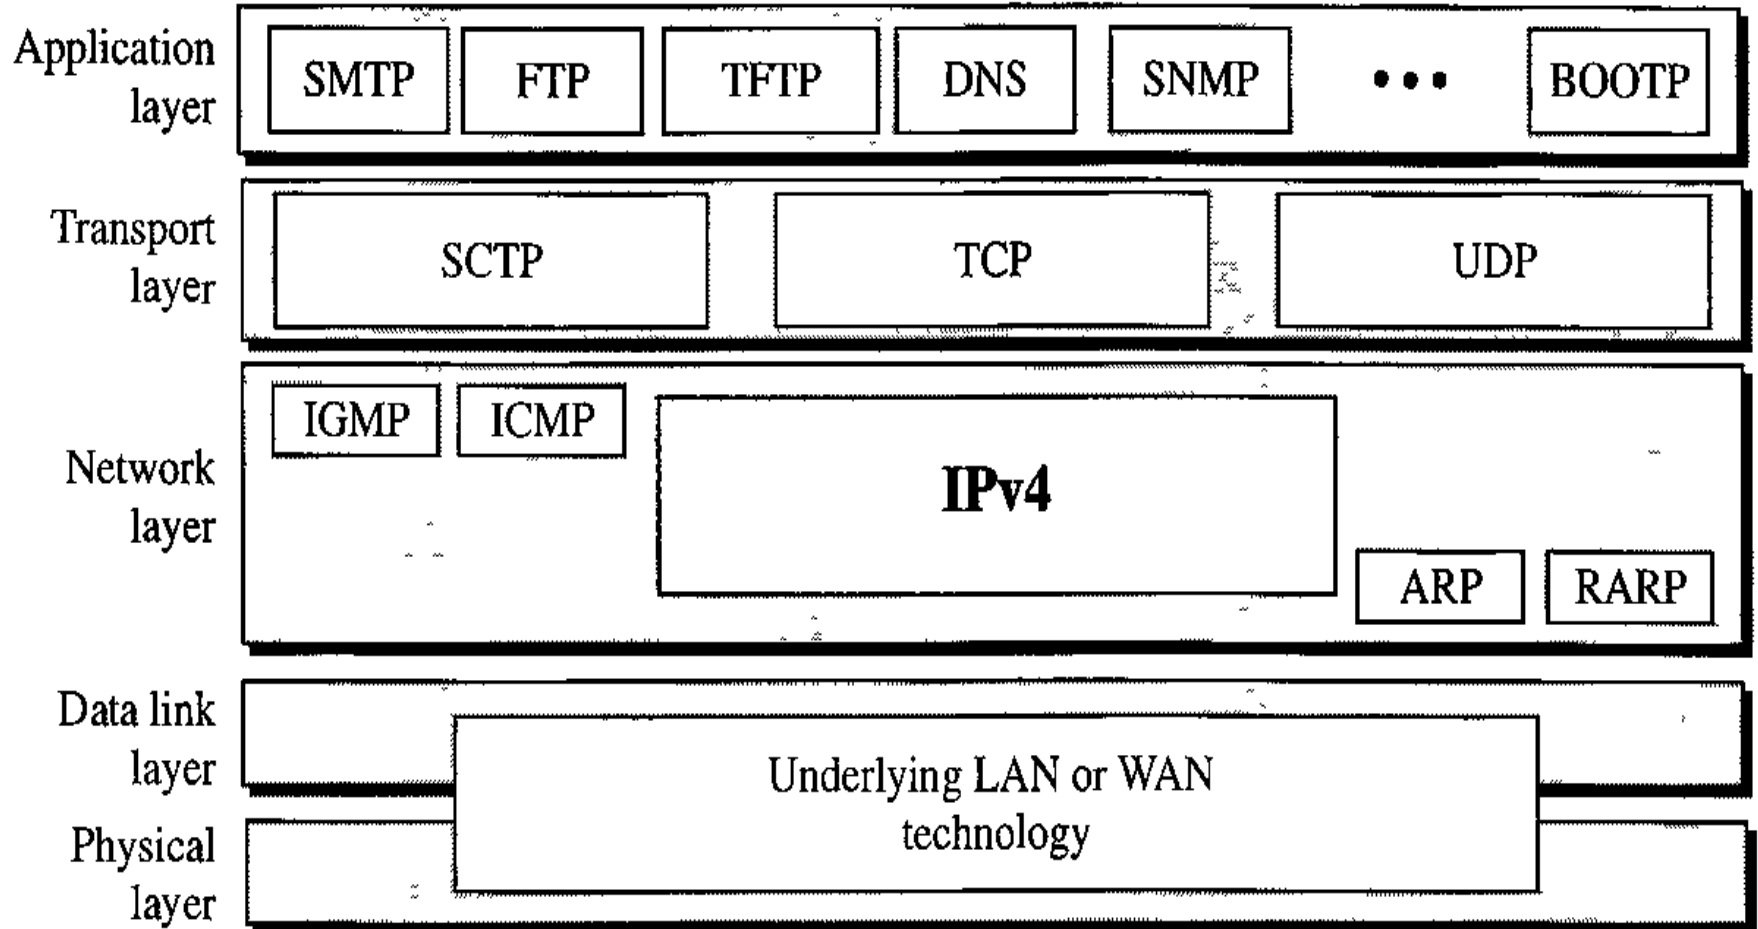 Application
layer
SMTP
FTP
TFTP
DNS
SNMP
•••
BOOTP
Transport
layer
SCTP
TCP
UDP
Network
layer
IGMP
ICMP
IPv4
ARP
RARP
Data link
layer
Underlying LAN or WAN
technology
Physical
layer